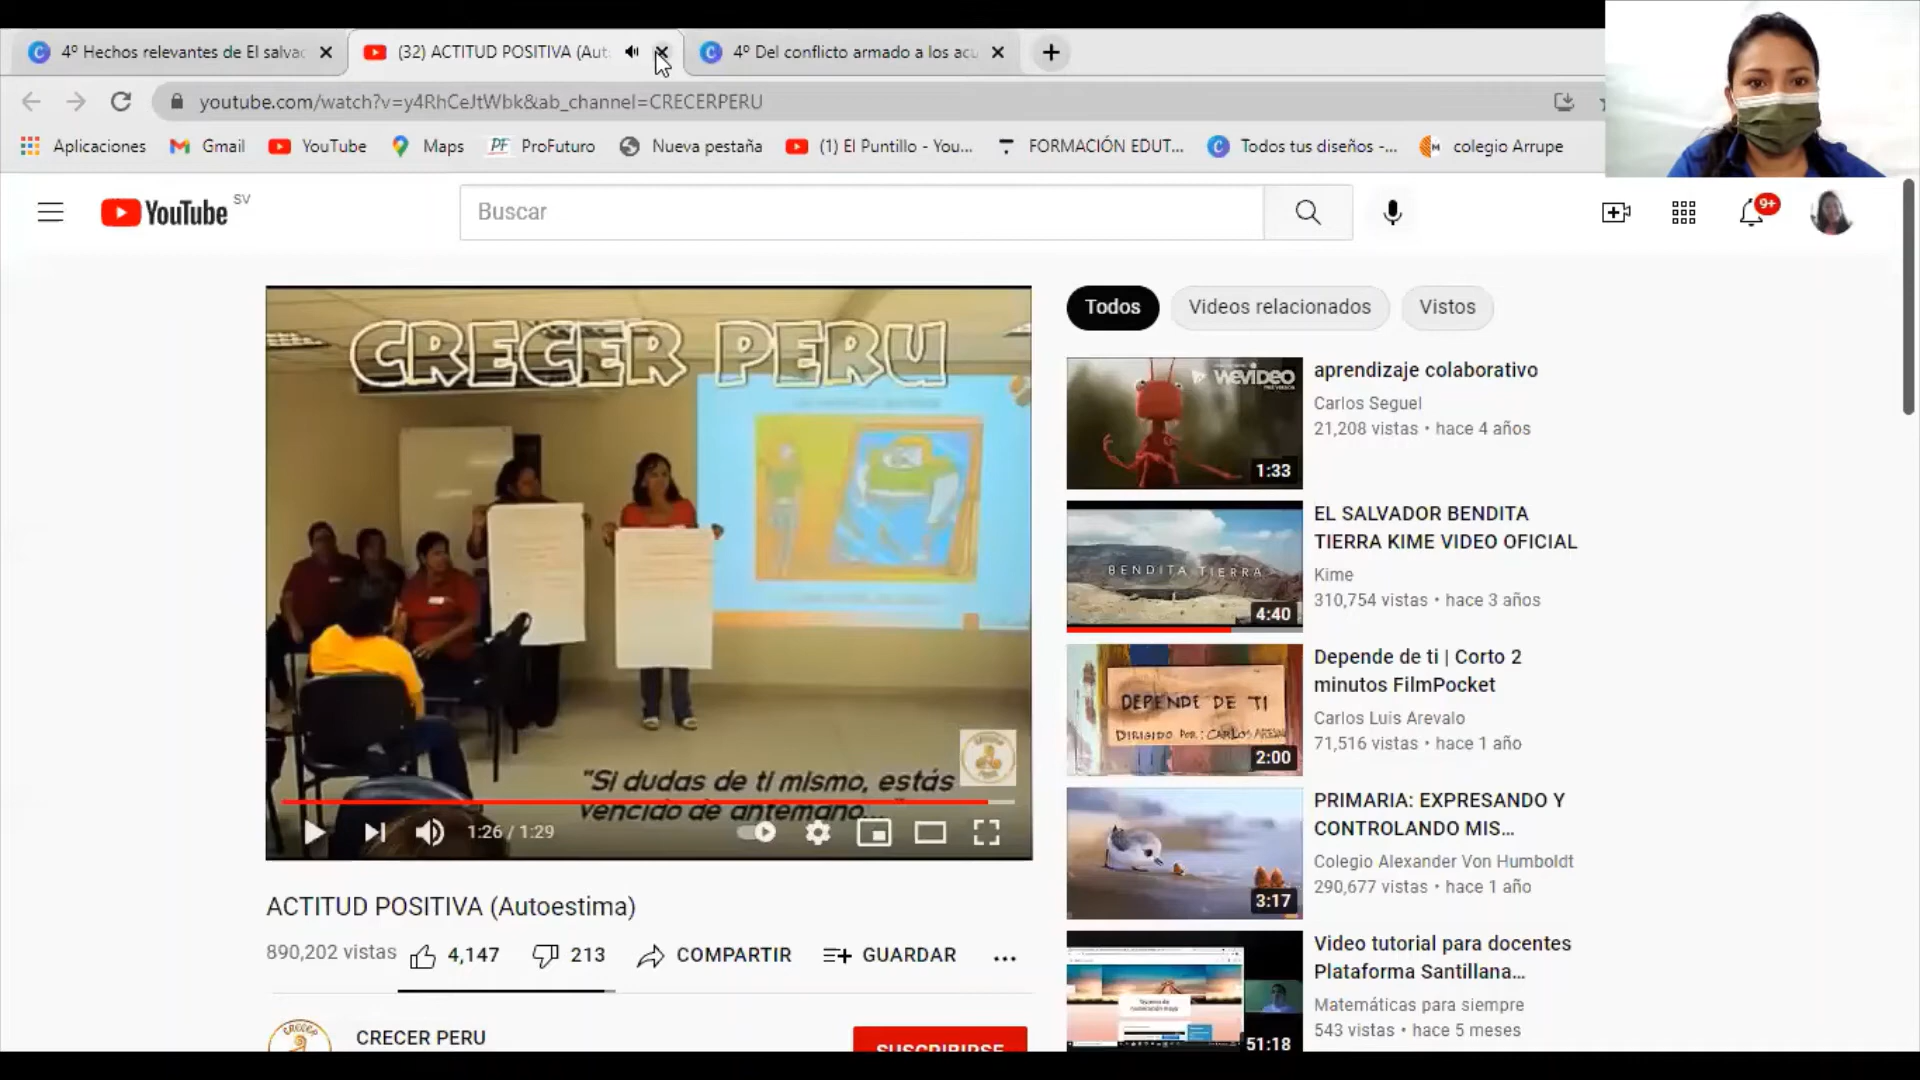 4º Hechos relevantes de El salvac
(32) ACTITUD POSITIVA (Aut
4º Del conflicto armado a los acu
youtube.com/watch?v=y4RhCeJtWbk&ab_channel=CRECERPERU
Aplicaciones
Gmail
YouTube
Maps
PF ProFuturo
Nueva pestaña
(1) El Puntillo - You...
FORMACIÓN EDUT...
Todos tus diseños -...
colegio Arrupe
YouTube SV
Buscar
9+
CRECER PERU
"Si dudas de ti mismo, estás
vencido de antemano...
1:26 / 1:29
ACTITUD POSITIVA (Autoestima)
890,202 vistas
4,147
213
COMPARTIR
GUARDAR
CRECER
CRECER PERU
SUSCRIBIRSE
Todos
Videos relacionados
Vistos
WEVIDEO
1:33
aprendizaje colaborativo
Carlos Seguel
21,208 vistas • hace 4 años
BENDITA TIERRA
4:40
EL SALVADOR BENDITA
TIERRA KIME VIDEO OFICIAL
Kime
310,754 vistas • hace 3 años
DEPENDE DE TI
DIRIGIDO POR: CARLOS
2:00
Depende de ti | Corto 2
minutos FilmPocket
Carlos Luis Arevalo
71,516 vistas • hace 1 año
3:17
PRIMARIA: EXPRESANDO Y
CONTROLANDO MIS...
Colegio Alexander Von Humboldt
290,677 vistas • hace 1 año
51:18
Video tutorial para docentes
Plataforma Santillana...
Matemáticas para siempre
543 vistas • hace 5 meses